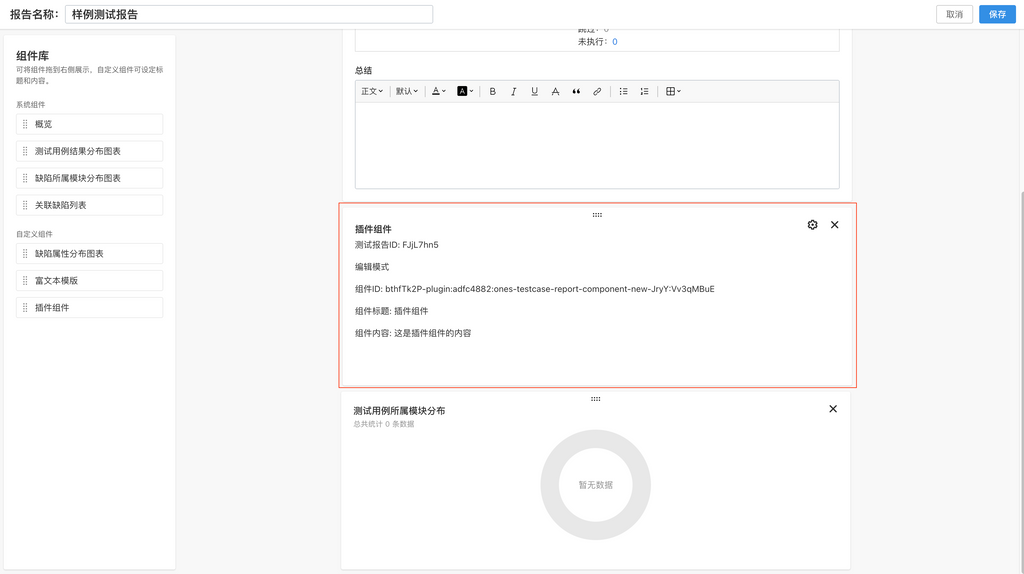 报告名称: 样例测试报告
取消
保存
组件库
可将组件拖到右侧展示，自定义组件可设定标
题和内容。
系统组件
概览
测试用例结果分布图表
缺陷所属模块分布图表
关联缺陷列表
自定义组件
缺陷属性分布图表
富文本模版
插件组件
跳过: 0
未执行: 0
总结
正文 默认 A A B I U A
插件组件
测试报告ID: FJjL7hn5
编辑模式
组件ID: bthfTk2P-plugin:adfc4882:ones-testcase-report-component-new-JryY:Vv3qMBuE
组件标题: 插件组件
组件内容: 这是插件组件的内容
测试用例所属模块分布
总共统计 0 条数据
暂无数据